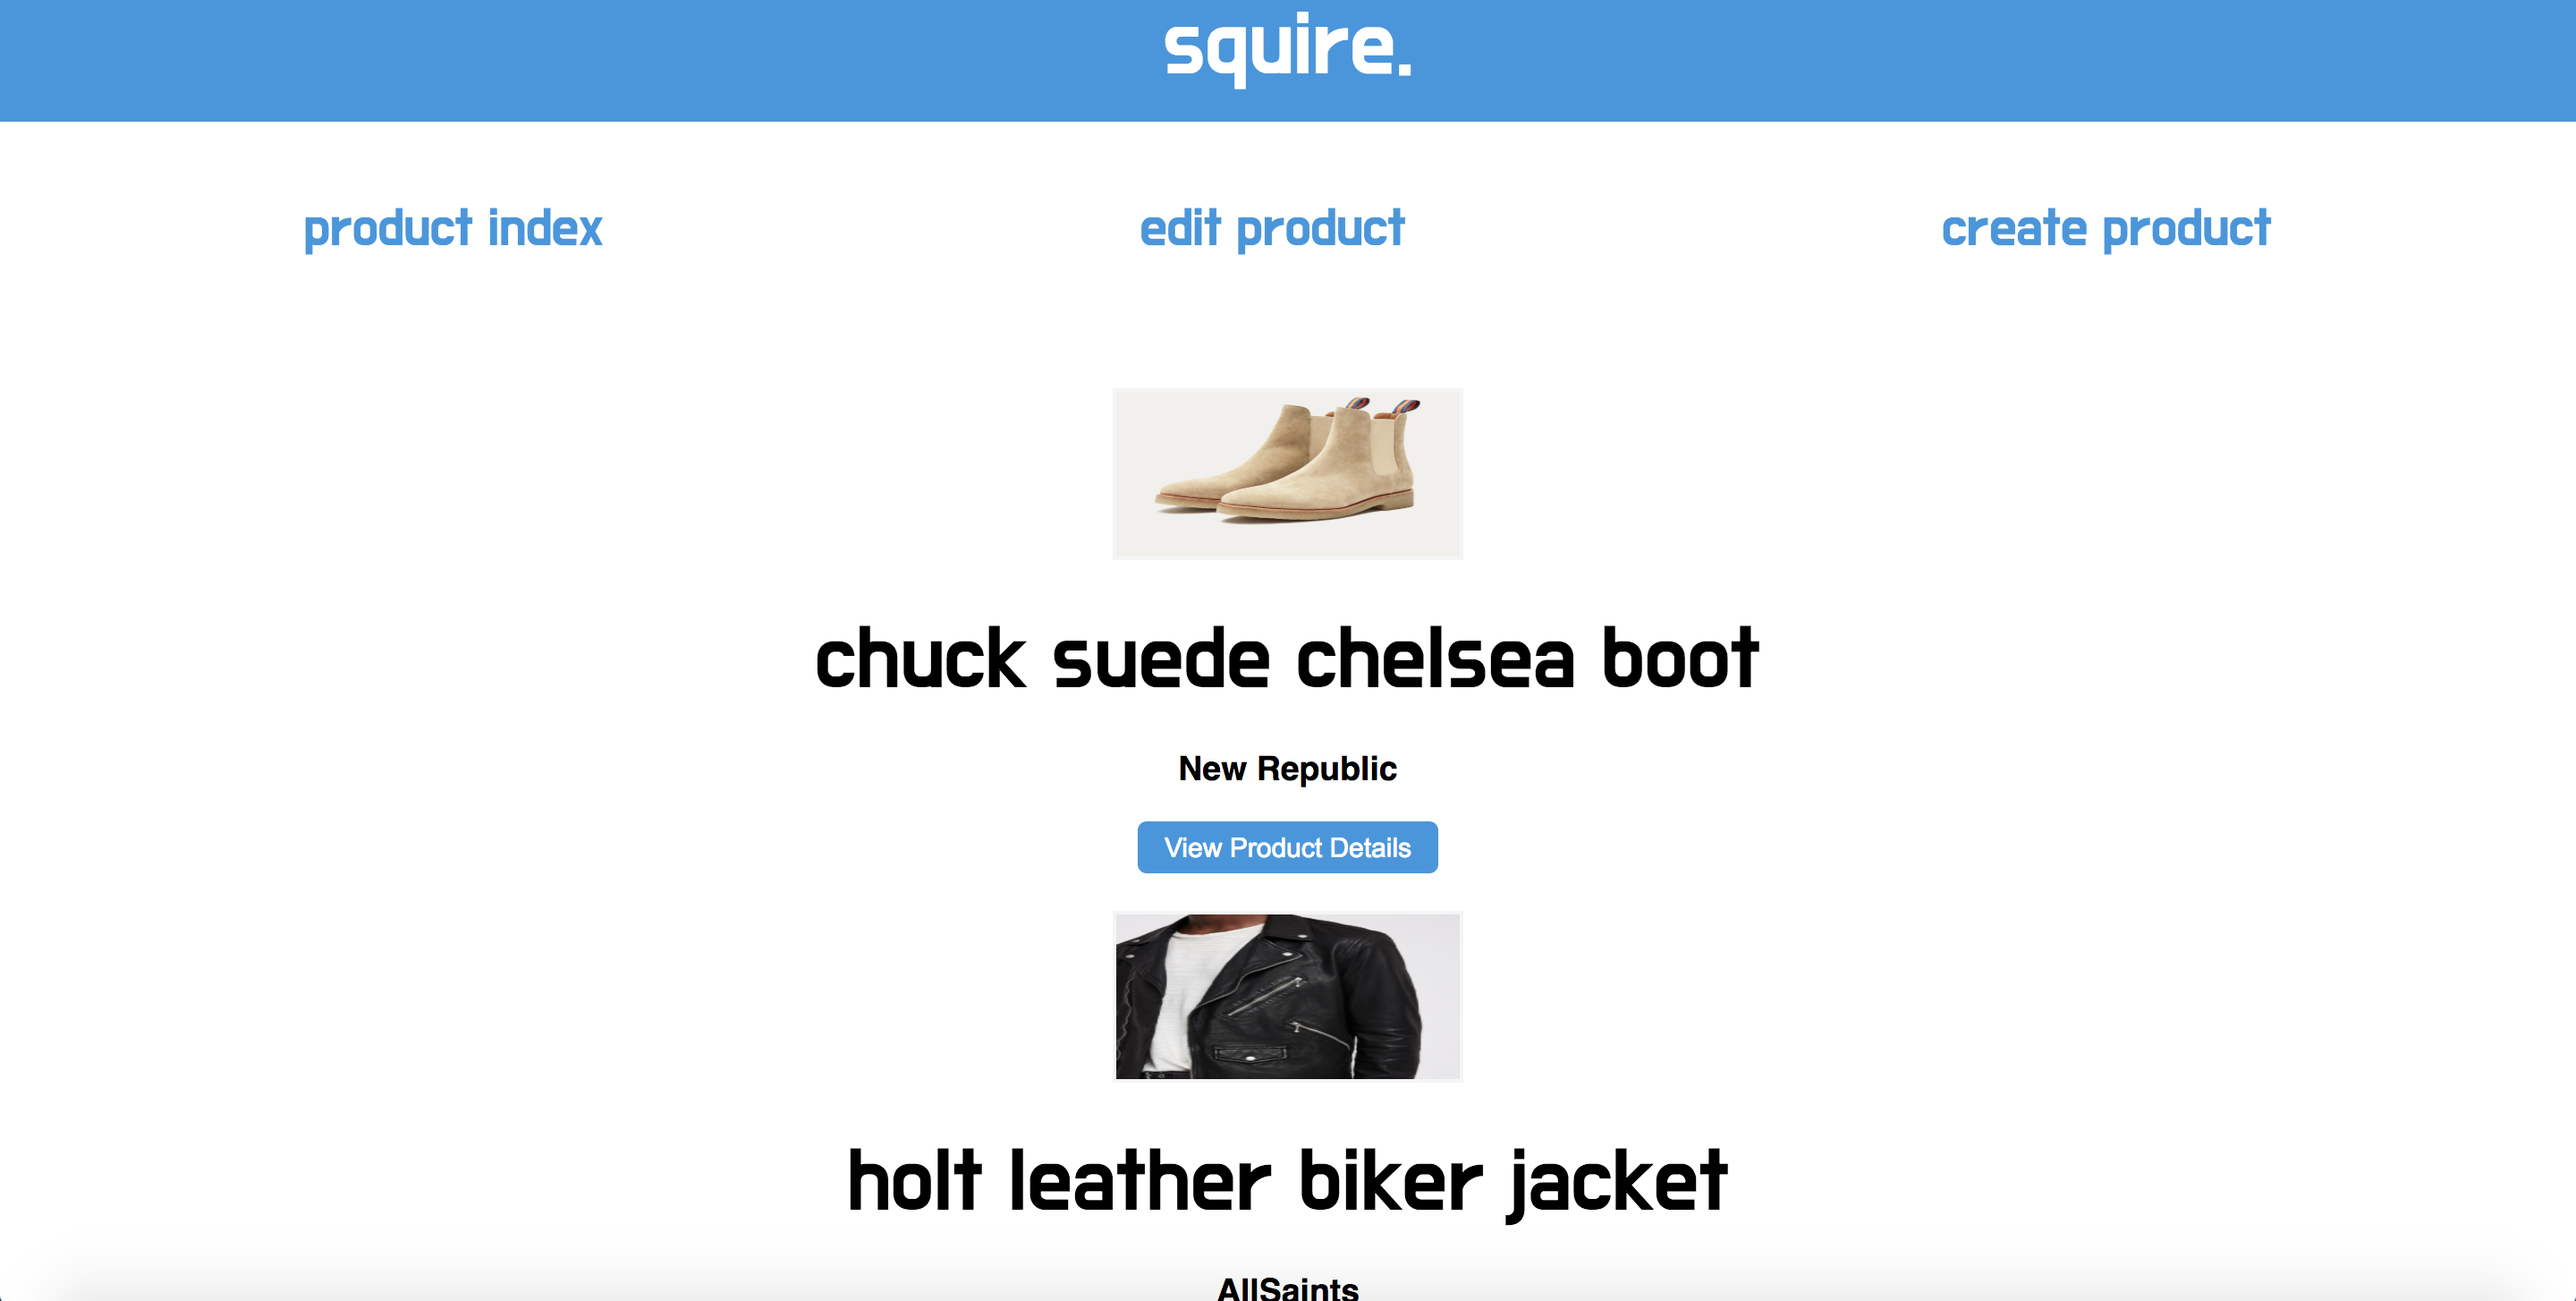 squire.
product index edit product create product
chuck suede chelsea boot
New Republic
View Product Details
holt leather biker jacket
AllSaints